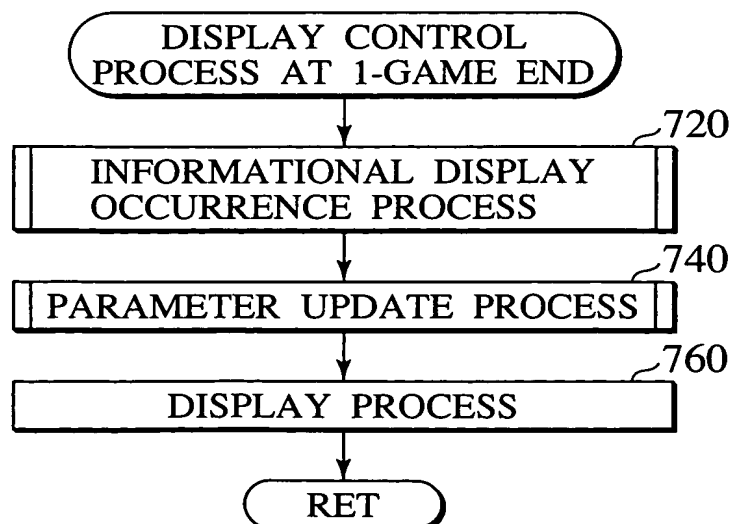 DISPLAY CONTROL
PROCESS AT 1-GAME END
720
INFORMATIONAL DISPLAY
OCCURRENCE PROCESS
740
PARAMETER UPDATE PROCESS
760
DISPLAY PROCESS
RET